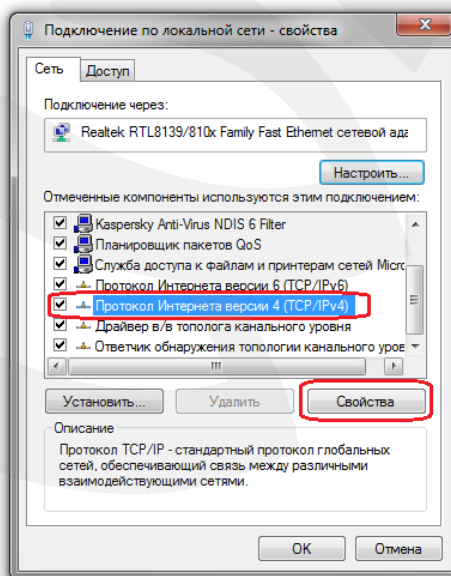 Подключение по локальной сети - свойства
Сеть Доступ
Подключение через:
Realtek RTL8139/810x Family Fast Ethernet сетевой ада
Настроить...
Отмеченные компоненты используются этим подключением:
Kaspersky Anti-Virus NDIS 6 Filter
Планировщик пакетов QoS
Служба доступа к файлам и принтерам сетей Micro
Протокол Интернета версии 6 (TCP/IPv6)
Протокол Интернета версии 4 (TCP/IPv4)
Драйвер в/в тополога канального уровня
Ответчик обнаружения топологии канального уров
Установить... Удалить Свойства
Описание
Протокол TCP/IP - стандартный протокол глобальных
сетей, обеспечивающий связь между различными
взаимодействующими сетями.
OK Отмена